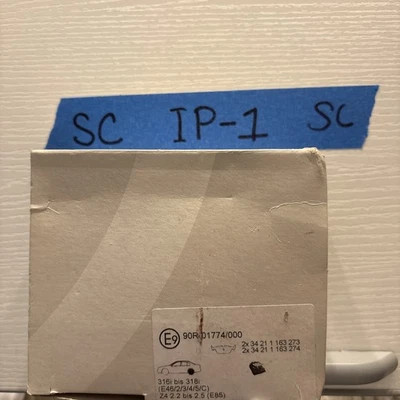 SC IP-1 SC
E9 90R-01774/000
2x 34 21 1 163 273
2x 34 21 1 163 274
316i bis 318i
(E46/2/3/4/5/C)
Z4 2.2 bis 2.5 (E85)